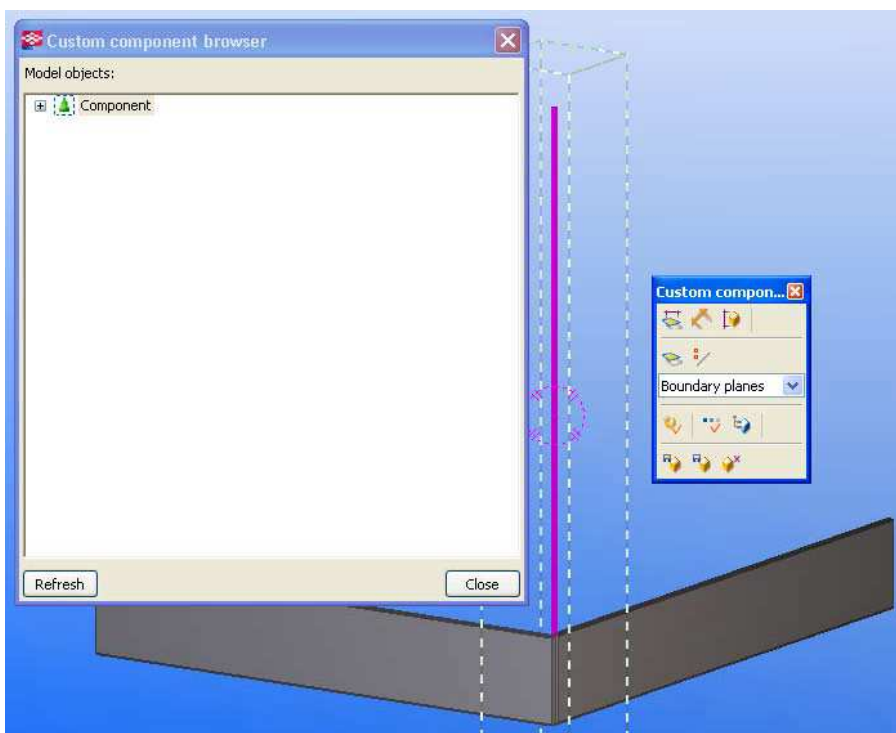 Custom component browser
Model objects:
Component
Refresh
Close
Custom compon...
Boundary planes